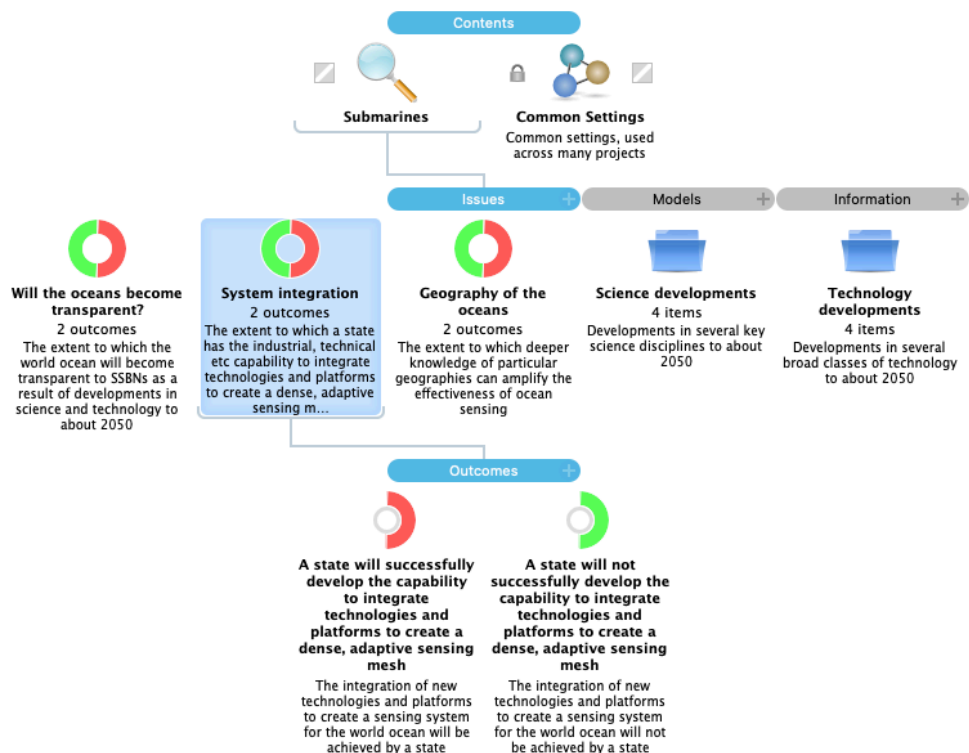 Contents
Submarines
Common Settings
Common settings, used
across many projects
Issues
Models
Information
Will the oceans become
transparent?
2 outcomes
The extent to which the
world ocean will become
transparent to SSBNs as a
result of developments in
science and technology to
about 2050
System integration
2 outcomes
The extent to which a state
has the industrial, technical
etc capability to integrate
technologies and platforms
to create a dense, adaptive
sensing m...
Geography of the
oceans
2 outcomes
The extent to which deeper
knowledge of particular
geographies can amplify the
effectiveness of ocean
sensing
Science developments
4 items
Developments in several key
science disciplines to about
2050
Technology
developments
4 items
Developments in several
broad classes of technology
to about 2050
Outcomes
A state will successfully
develop the capability
to integrate
technologies and
platforms to create a
dense, adaptive sensing
mesh
The integration of new
technologies and platforms
to create a sensing system
for the world ocean will be
achieved by a state
A state will not
successfully develop the
capability to integrate
technologies and
platforms to create a
dense, adaptive sensing
mesh
The integration of new
technologies and platforms
to create a sensing system
for the world ocean will not
be achieved by a state